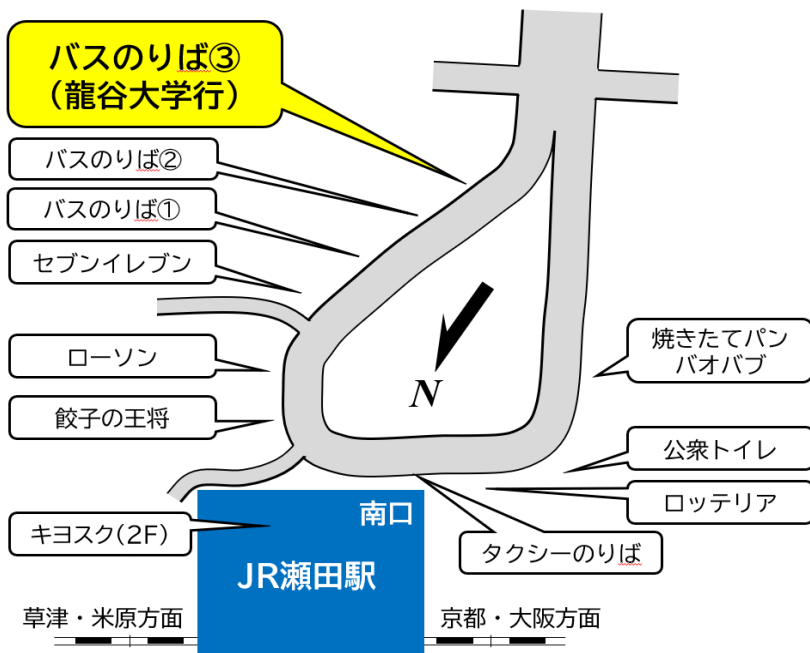 バスのりば③
(龍谷大学行)
バスのりば②
バスのりば①
セブンイレブン
ローソン
餃子の王将
N
焼きたてパン
バオバブ
公衆トイレ
ロッテリア
タクシーのりば
キヨスク(2F)
南口
JR瀬田駅
草津・米原方面
京都・大阪方面